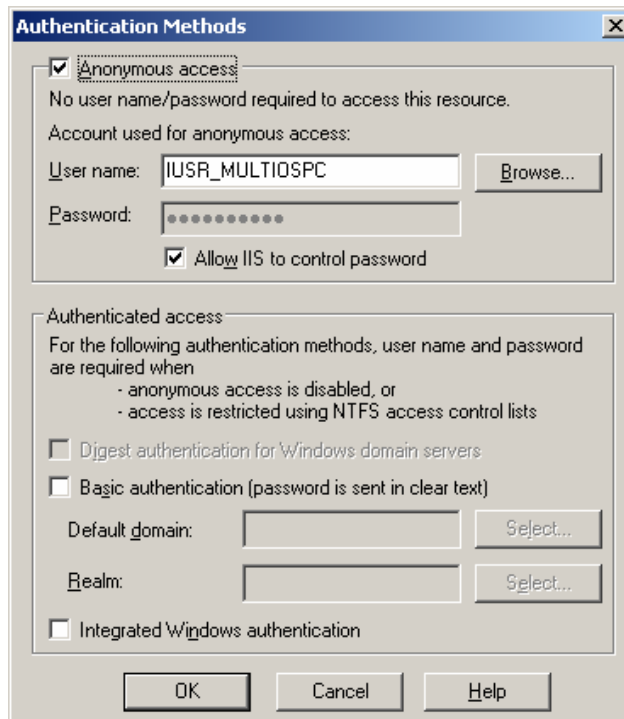 Authentication Methods
Anonymous access
No user name/password required to access this resource.
Account used for anonymous access:
User name: IUSR_MULTIOSPC Browse...
Password: ●●●●●●●●●●
Allow IIS to control password
Authenticated access
For the following authentication methods, user name and password
are required when
- anonymous access is disabled, or
- access is restricted using NTFS access control lists
Digest authentication for Windows domain servers
Basic authentication (password is sent in clear text)
Default domain: Select...
Realm: Select...
Integrated Windows authentication
OK Cancel Help